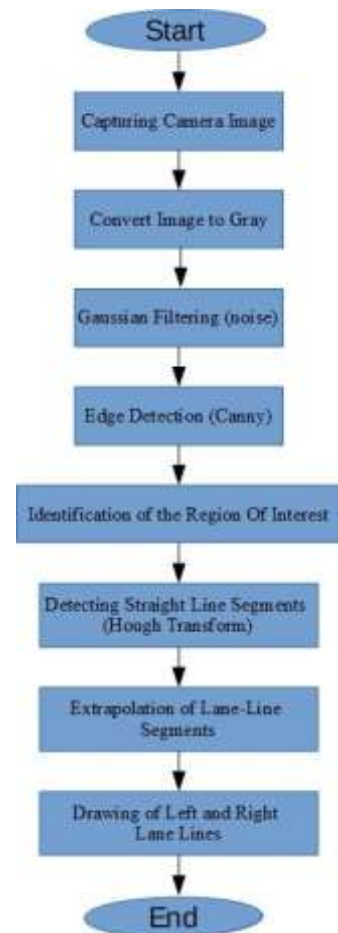 Start
Capturing Camera Image
Convert Image to Gray
Gaussian Filtering (noise)
Edge Detection (Canny)
Identification of the Region Of Interest
Detecting Straight Line Segments
(Hough Transform)
Extrapolation of Lane-Line
Segments
Drawing of Left and Right
Lane Lines
End